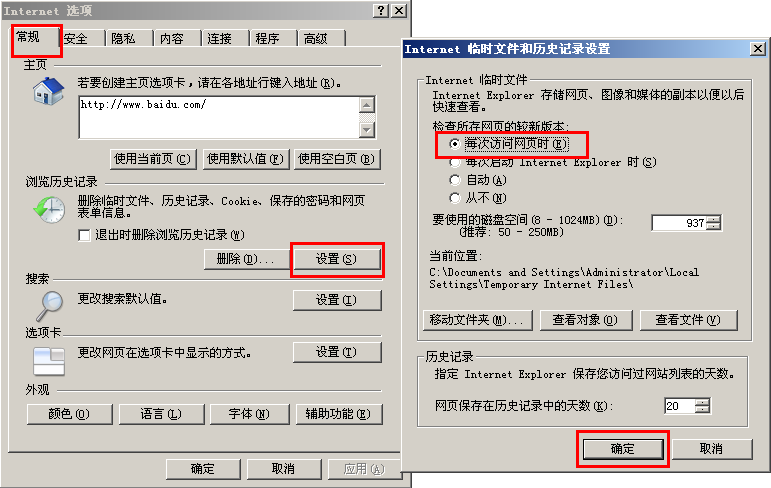 Internet 选项
常规 安全 隐私 内容 连接 程序 高级
主页
若要创建主页选项卡，请在各地址行键入地址(R)。
http://www.baidu.com/
使用当前页(C) 使用默认值(F) 使用空白页(B)
浏览历史记录
删除临时文件、历史记录、Cookie、保存的密码和网页
表单信息。
退出时删除浏览历史记录(W)
删除(D)... 设置(S)
搜索
更改搜索默认值。 设置(I)
选项卡
更改网页在选项卡中显示的方式。 设置(T)
外观
颜色(O) 语言(L) 字体(N) 辅助功能(E)
确定 取消 应用(A)
Internet 临时文件和历史记录设置
Internet 临时文件
Internet Explorer 存储网页、图像和媒体的副本以便以后
快速查看。
检查所存网页的较新版本:
每次访问网页时(E)
每次启动 Internet Explorer 时(S)
自动(A)
从不(N)
要使用的磁盘空间(8 - 1024MB)(D): 937
(推荐: 50 - 250MB)
当前位置:
C:\Documents and Settings\Administrator\Local
Settings\Temporary Internet Files\
移动文件夹(M)... 查看对象(O) 查看文件(V)
历史记录
指定 Internet Explorer 保存您访问过网站列表的天数。
网页保存在历史记录中的天数(K): 20
确定 取消